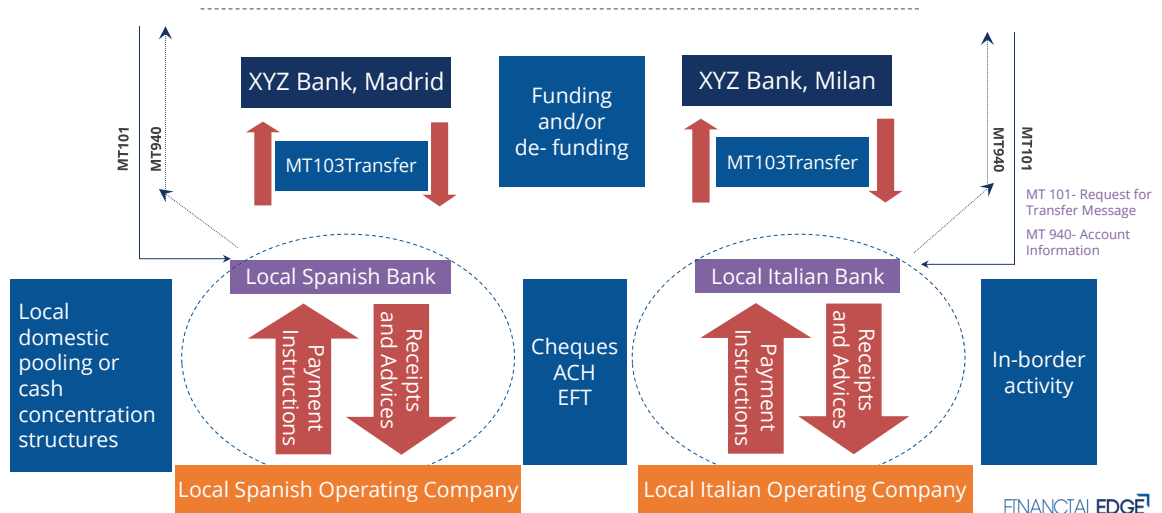 XYZ Bank, Madrid
Funding
and/or
de- funding
XYZ Bank, Milan
MT101
MT940
MT103Transfer
MT103Transfer
MT940
MT101
MT 101- Request for
Transfer Message
MT 940- Account
Information
Local Spanish Bank
Local Italian Bank
Local
domestic
pooling or
cash
concentration
structures
Payment
Instructions
Receipts
and Advices
Cheques
ACH
EFT
Payment
Instructions
Receipts
and Advices
In-border
activity
Local Spanish Operating Company
Local Italian Operating Company
FINANCIAL EDGE